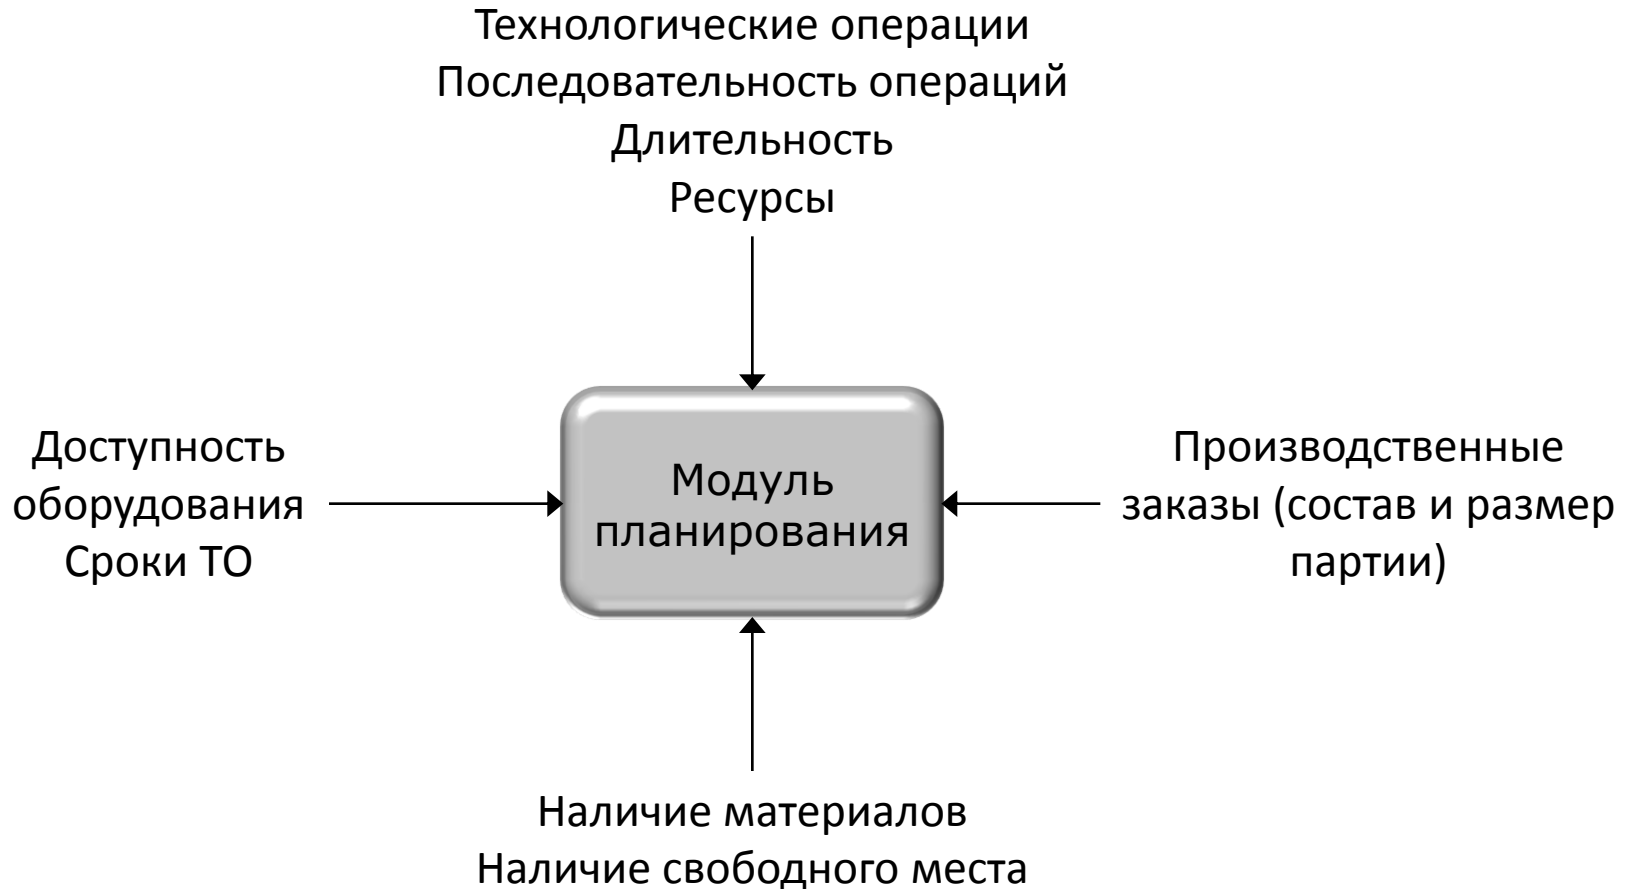 Технологические операции
Последовательность операций
Длительность
Ресурсы
Доступность
оборудования
Сроки ТО
Модуль
планирования
Производственные
заказы (состав и размер
партии)
Наличие материалов
Наличие свободного места